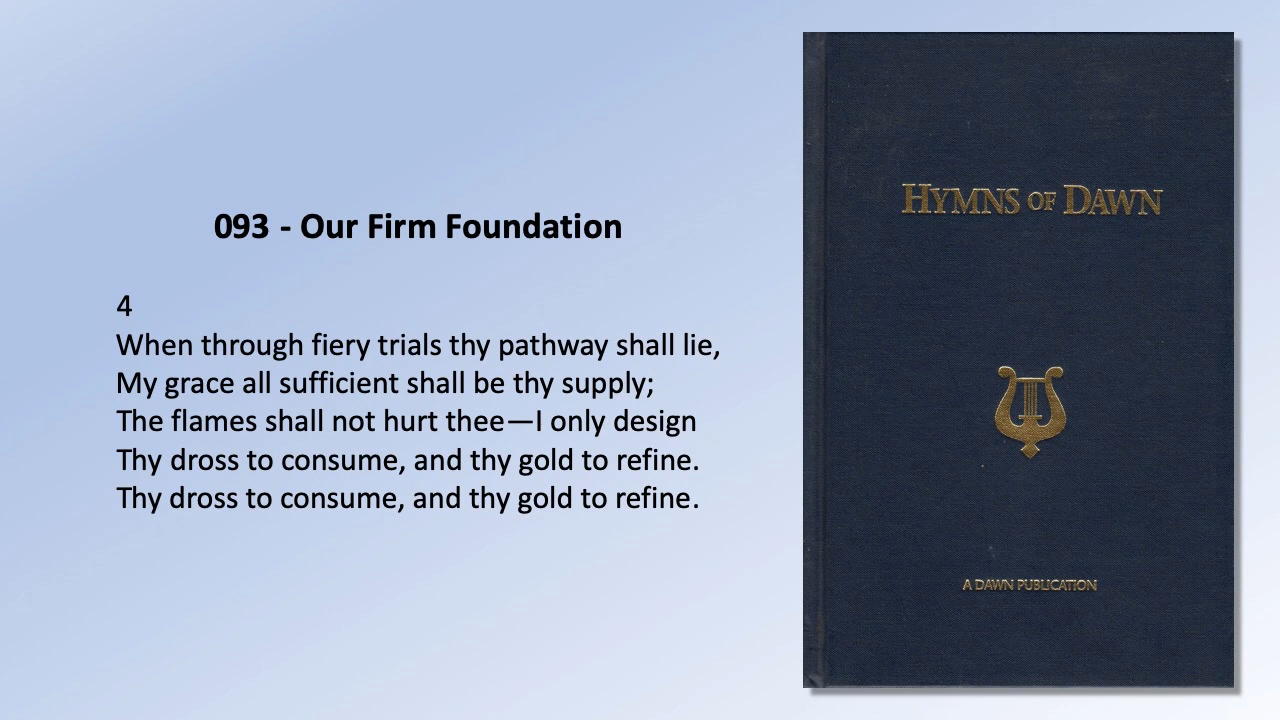 093 - Our Firm Foundation
4
When through fiery trials thy pathway shall lie,
My grace all sufficient shall be thy supply;
The flames shall not hurt thee—I only design
Thy dross to consume, and thy gold to refine.
Thy dross to consume, and thy gold to refine.
HYMNS OF DAWN
A DAWN PUBLICATION